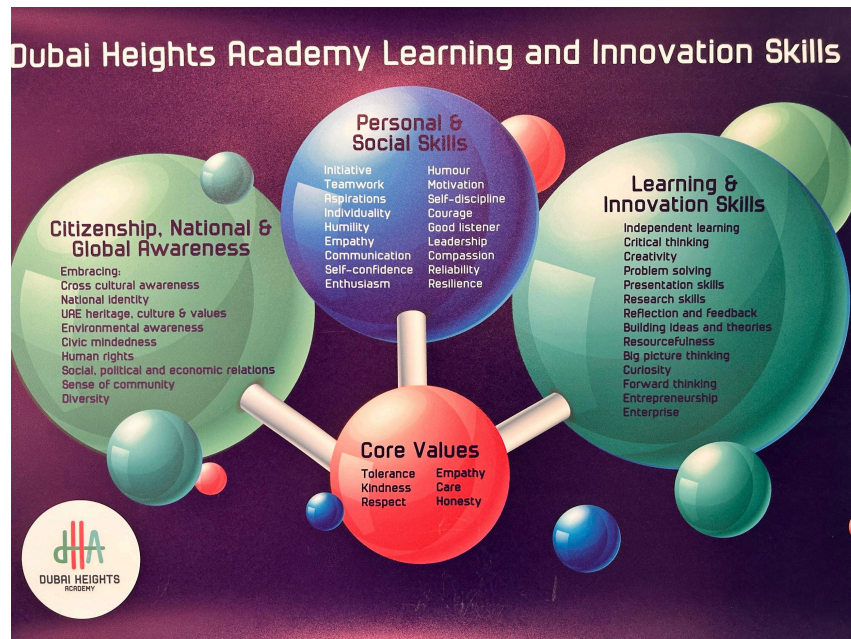 Dubai Heights Academy Learning and Innovation Skills
Personal &
Social Skills
Initiative
Teamwork
Aspirations
Individuality
Humility
Empathy
Communication
Self-confidence
Enthusiasm
Humour
Motivation
Self-discipline
Courage
Good listener
Leadership
Compassion
Reliability
Resilience
Citizenship, National &
Global Awareness
Embracing:
Cross cultural awareness
National identity
UAE heritage, culture & values
Environmental awareness
Civic mindedness
Human rights
Social, political and economic relations
Sense of community
Diversity
Learning &
Innovation Skills
Independent learning
Critical thinking
Creativity
Problem solving
Presentation skills
Research skills
Reflection and feedback
Building ideas and theories
Resourcefulness
Big picture thinking
Curiosity
Forward thinking
Entrepreneurship
Enterprise
Core Values
Tolerance
Kindness
Respect
Empathy
Care
Honesty
dHA
DUBAI HEIGHTS
ACADEMY